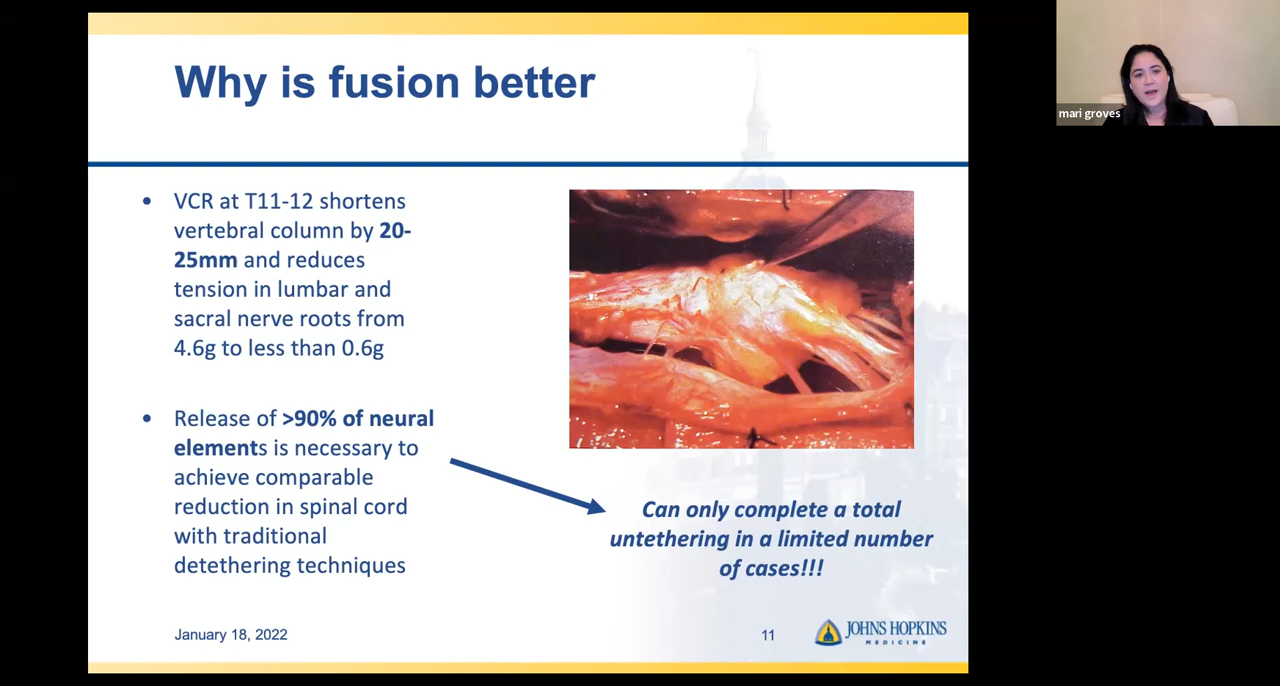 Why is fusion better
• VCR at T11-12 shortens
vertebral column by 20-
25mm and reduces
tension in lumbar and
sacral nerve roots from
4.6g to less than 0.6g
• Release of >90% of neural
elements is necessary to
achieve comparable
reduction in spinal cord
with traditional
detethering techniques
Can only complete a total
untethering in a limited number
of cases!!!
January 18, 2022
11
JOHNS HOPKINS
MEDICINE
mari groves